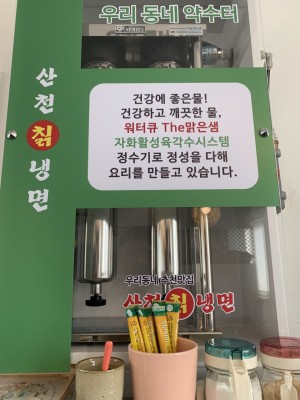 우리 동네 약수터
산천
칡
냉면
건강에 좋은물!
건강하고 깨끗한 물,
워터큐 The맑은샘
자화활성육각수시스템
정수기로 정성을 다해
요리를 만들고 있습니다.
우리동네 추천맛집
산천 칡 냉면